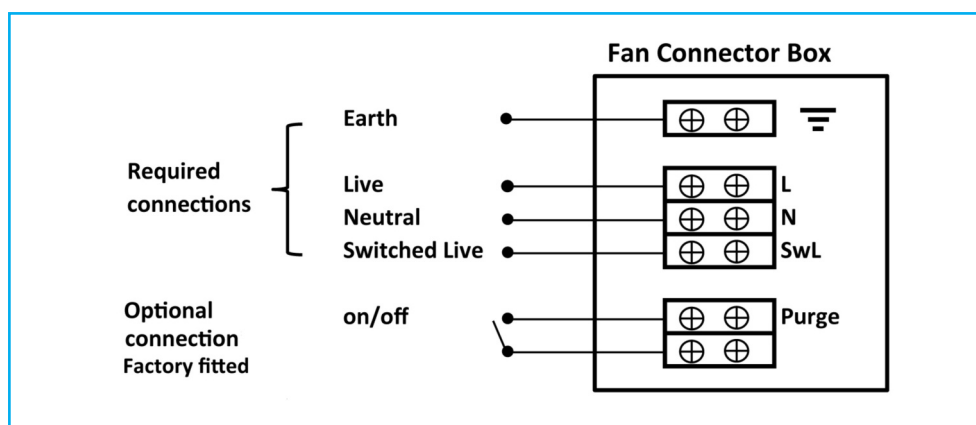 Fan Connector Box
Required
connections
Earth
Live
L
Neutral
N
Switched Live
SwL
Optional
connection
Factory fitted
on/off
Purge